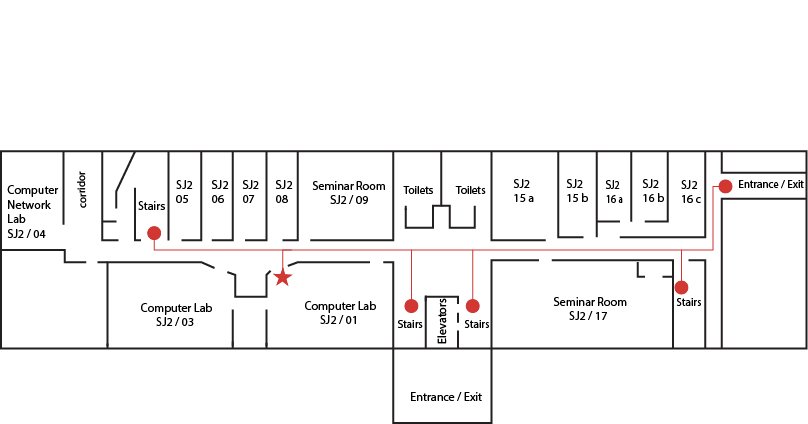 Computer
Network
Lab
SJ2 / 04
corridor
Stairs
SJ2
05
SJ2
06
SJ2
07
SJ2
08
Seminar Room
SJ2 / 09
Toilets
Toilets
SJ2
15 a
SJ2
15 b
SJ2
16 a
SJ2
16 b
SJ2
16 c
Entrance / Exit
Computer Lab
SJ2 / 03
Computer Lab
SJ2 / 01
Stairs
Elevators
Stairs
Seminar Room
SJ2 / 17
Stairs
Entrance / Exit